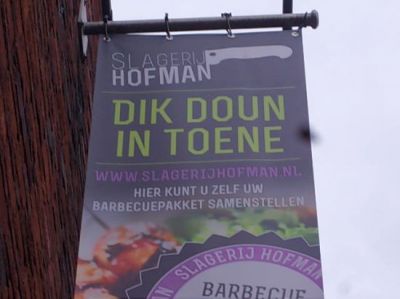 SLAGERIJ
HOFMAN
DIK DOUN
IN TOENE
WWW.SLAGERIJHOFMAN.NL
HIER KUNT U ZELF UW
BARBECUEPAKKET SAMENSTELLEN
SLAGERIJ HOFMAN
BARBECUE